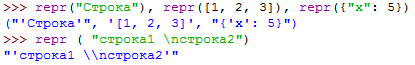 >>> repr("Строка"), repr([1, 2, 3]), repr({"x": 5})
("'Строка'", '[1, 2, 3]', "{'x': 5}")
>>> repr ( "строка1 \nстрока2")
"'строка1 \\nстрока2'"